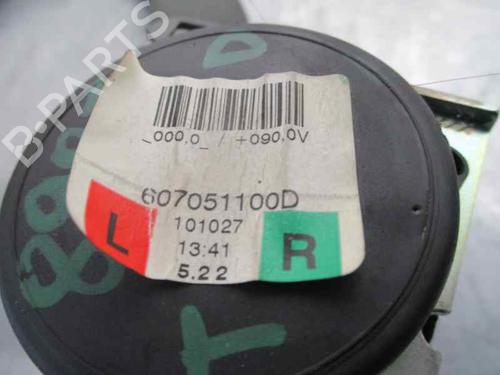 B-PARTS
_000,0_ / +090,0V
607051100D
L
101027
R
13:41
5.22
T